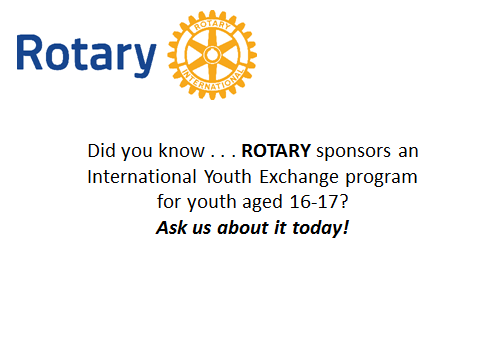 Rotary
ROTARY
INTERNATIONAL
Did you know . . . ROTARY sponsors an
International Youth Exchange program
for youth aged 16-17?
Ask us about it today!